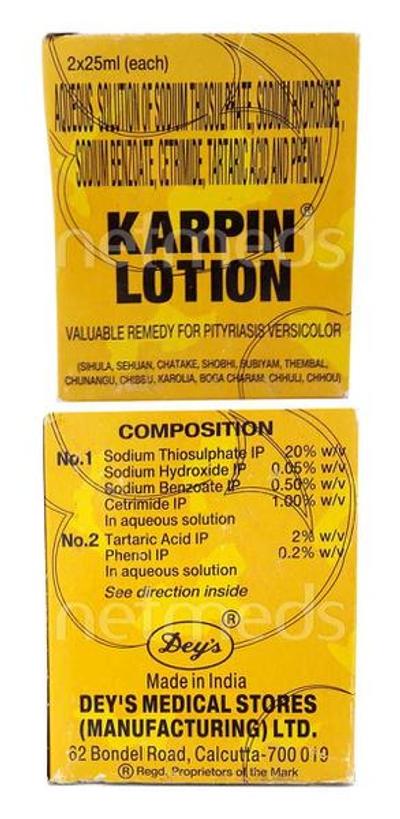 2x25ml (each)
AQUEOUS SOLUTION OF SODIUM THIOSULPHATE, SODIUM HYDROXIDE,
SODIUM BENZOATE, CETRIMIDE, TARTARIC ACID AND PHENOL
KARPIN®
LOTION
netmeds
VALUABLE REMEDY FOR PITYRIASIS VERSICOLOR
(SIHULA, SEHUAN, CHATAKE, SHOBHI, BUBIYAM, THEMBAL,
CHUNANGU, CHIBBU, KAROLIA, BOGA CHARAM, CHHULI, CHHOU)
COMPOSITION
No.1 Sodium Thiosulphate IP 20% w/v
Sodium Hydroxide IP 0.05% w/v
Sodium Benzoate IP 0.50% w/v
Cetrimide IP 1.00% w/v
In aqueous solution
No.2 Tartaric Acid IP 2% w/v
Phenol IP 0.2% w/v
In aqueous solution
See direction inside
netmeds
®
Dey's
Made in India
DEY'S MEDICAL STORES
(MANUFACTURING) LTD.
62 Bondel Road, Calcutta-700 019
® Regd. Proprietors of the Mark